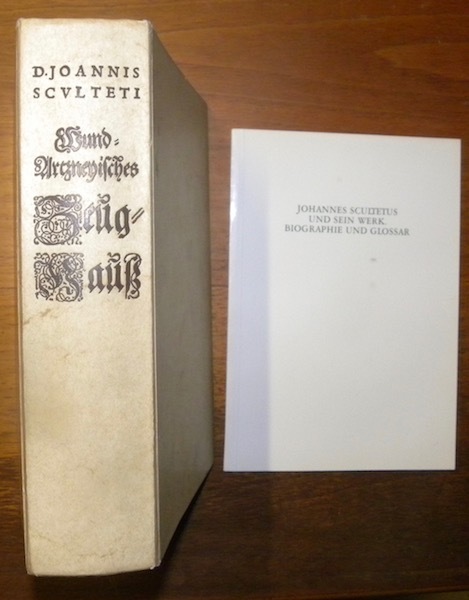 D. JOANNIS
SCVLTETI
Wund-
Artzneyisches
Zeug-
Hauß
JOHANNES SCULTETUS
UND SEIN WERK.
BIOGRAPHIE UND GLOSSAR